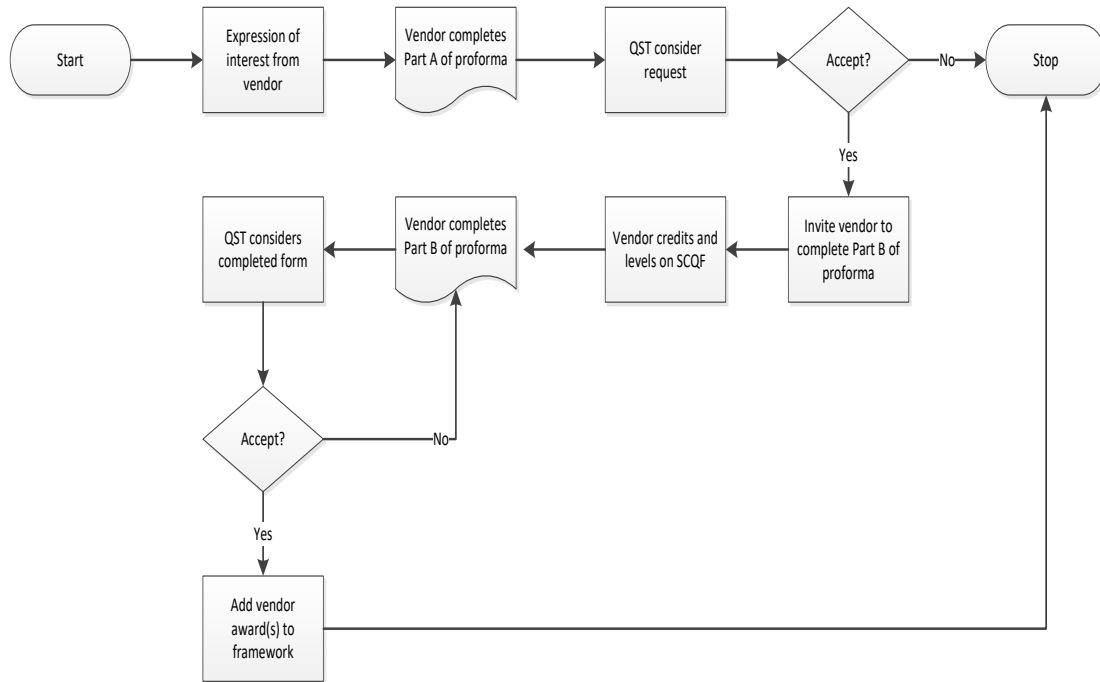 Start
Expression of
interest from
vendor
Vendor completes
Part A of proforma
QST consider
request
Accept?
No
Stop
Yes
Invite vendor to
complete Part B of
proforma
Vendor credits and
levels on SCQF
Vendor completes
Part B of proforma
QST considers
completed form
Accept?
No
Yes
Add vendor
award(s) to
framework